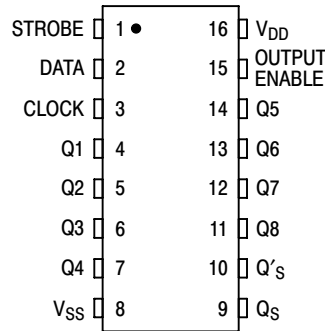 STROBE 1 16 VDD
DATA 2 15 OUTPUT
ENABLE
CLOCK 3 14 Q5
Q1 4 13 Q6
Q2 5 12 Q7
Q3 6 11 Q8
Q4 7 10 Q′S
VSS 8 9 QS